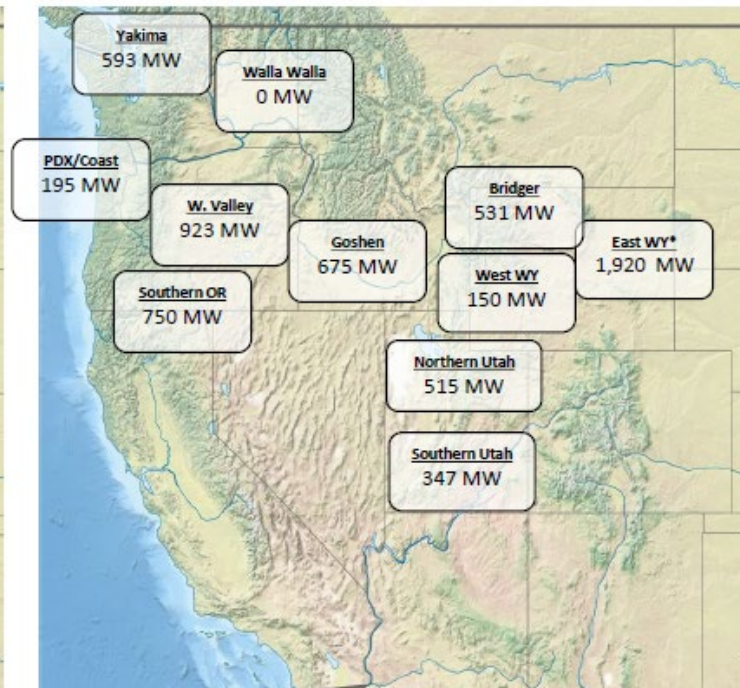 Yakima
593 MW
Walla Walla
0 MW
PDX/Coast
195 MW
W. Valley
923 MW
Bridger
531 MW
Goshen
675 MW
East WY*
1,920 MW
Southern OR
750 MW
West WY
150 MW
Northern Utah
515 MW
Southern Utah
347 MW